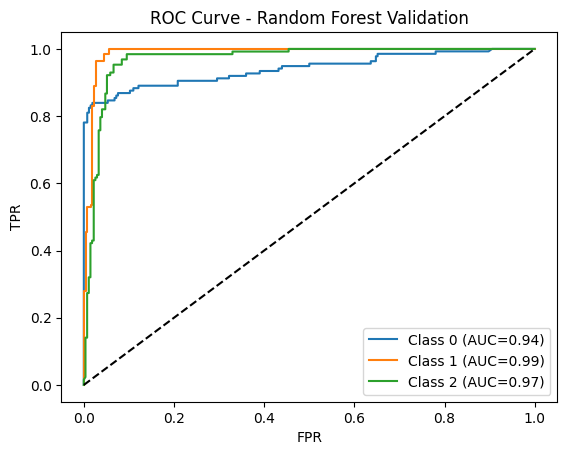 ROC Curve - Random Forest Validation
1.0
0.8
0.6
0.4
0.2
0.0
TPR
0.0 0.2 0.4 0.6 0.8 1.0
FPR
Class 0 (AUC=0.94)
Class 1 (AUC=0.99)
Class 2 (AUC=0.97)